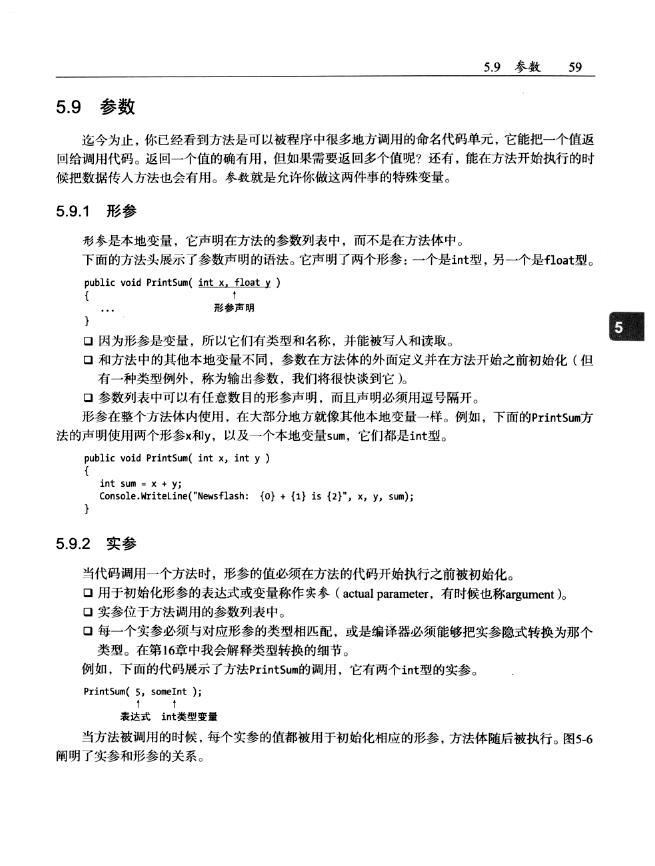 5.9 参数 59
5.9 参数
迄今为止，你已经看到方法是可以被程序中很多地方调用的命名代码单元，它能把一个值返
回给调用代码。返回一个值的确有用，但如果需要返回多个值呢？还有，能在方法开始执行的时
候把数据传入方法也会有用。参数就是允许你做这两件事的特殊变量。
5.9.1 形参
形参是本地变量，它声明在方法的参数列表中，而不是在方法体中。
下面的方法头展示了参数声明的语法。它声明了两个形参：一个是int型，另一个是float型。
public void PrintSum( int x, float y )
{ ↑
... 形参声明
}
5
□ 因为形参是变量，所以它们有类型和名称，并能被写入和读取。
□ 和方法中的其他本地变量不同，参数在方法体的外面定义并在方法开始之前初始化（但
有一种类型例外，称为输出参数，我们将很快谈到它）。
□ 参数列表中可以有任意数目的形参声明，而且声明必须用逗号隔开。
形参在整个方法体内使用，在大部分地方就像其他本地变量一样。例如，下面的PrintSum方
法的声明使用两个形参x和y，以及一个本地变量sum，它们都是int型。
public void PrintSum( int x, int y )
{
int sum = x + y;
Console.WriteLine("Newsflash: {0} + {1} is {2}", x, y, sum);
}
5.9.2 实参
当代码调用一个方法时，形参的值必须在方法的代码开始执行之前被初始化。
□ 用于初始化形参的表达式或变量称作实参（actual parameter，有时候也称argument）。
□ 实参位于方法调用的参数列表中。
□ 每一个实参必须与对应形参的类型相匹配，或是编译器必须能够把实参隐式转换为那个
类型。在第16章中我会解释类型转换的细节。
例如，下面的代码展示了方法PrintSum的调用，它有两个int型的实参。
PrintSum( 5, someInt );
↑ ↑
表达式 int类型变量
当方法被调用的时候，每个实参的值都被用于初始化相应的形参，方法体随后被执行。图5-6
阐明了实参和形参的关系。